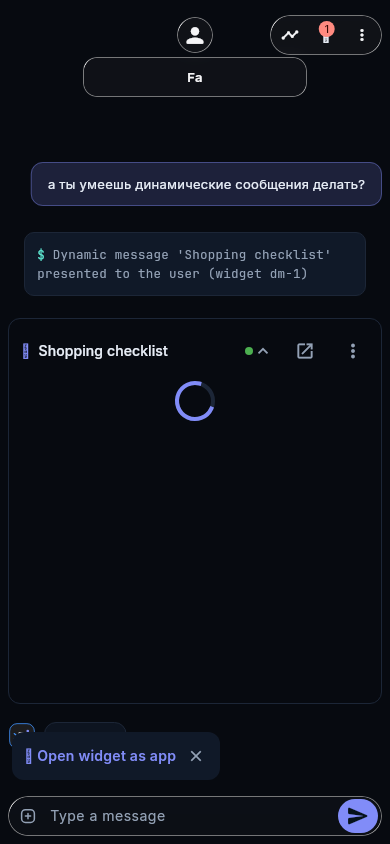 1
Fa
а ты умеешь динамические сообщения делать?
$ Dynamic message 'Shopping checklist'
presented to the user (widget dm-1)
Shopping checklist
Open widget as app
Type a message